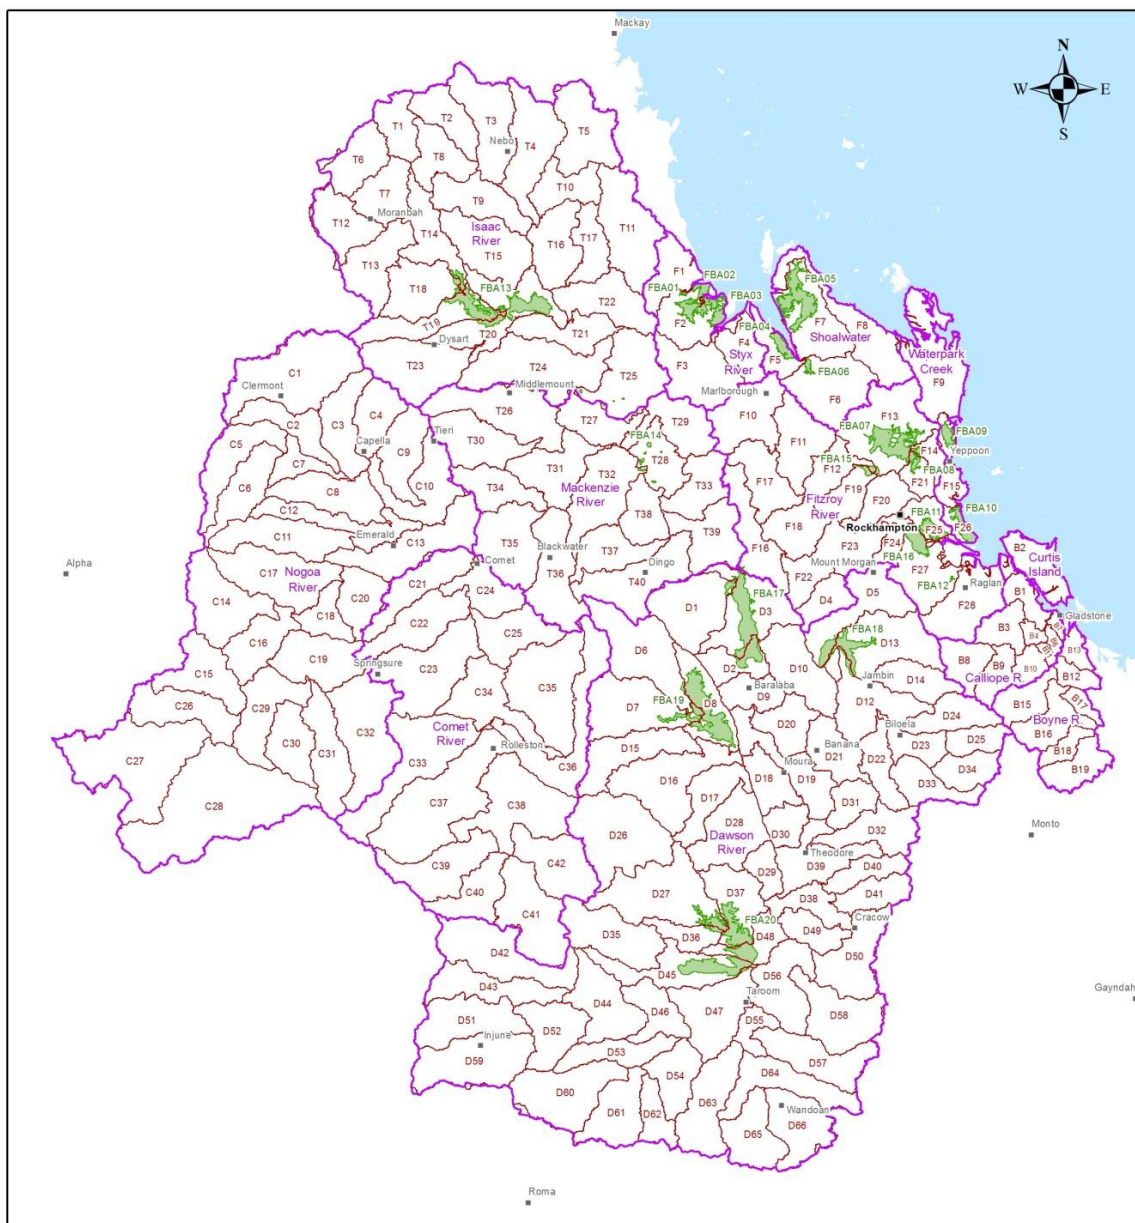 Mackay
N
W E
S
T1
T2
T3
T5
Nebo
T4
T6
T8
T7
T10
T9
T12
Moranbah
Isaac
River
T11
T14
T16
T17
T15
T13
F1
FBA02
FBA05
T18
FBA13
FBA01
FBA03
T22
F2
FBA04
F7
F8
T19
T20
T21
Styx
River
F4
Shoalwater
Dysart
F5
Waterpark
Creek
T23
T24
T25
F3
FBA06
F9
C1
Clermont
Middlemount
Marlborough
F6
C2
C3
C4
T26
T27
T29
F10
FBA07
F13
C5
Capella
Tieri
T30
FBA14
F11
F14
FBA09
Yeppoon
C7
C9
T31
T32
T28
FBA15
F12
FBA08
C6
C8
C10
T34
Mackenzie
River
T33
F17
F19
F21
F15
C12
T38
Fitzroy
River
F20
FBA11
FBA10
C11
Emerald
C13
T35
T39
F18
Rockhampton
F25
F26
Blackwater
T37
F16
F23
F24
FBA16
B2
Curtis
Island
Alpha
C17
Nogoa
River
C21
Comet
T36
Dingo
Mount Morgan
F27
T40
F22
FBA12
Raglan
C14
C20
C24
FBA17
D5
B1
C18
D1
D3
D4
F28
Gladstone
C16
C22
C25
FBA18
B3
B4
B13
C19
D6
D13
B8
B9
B10
C15
Springsure
C23
D2
D10
B12
C26
C34
C35
FBA19
Baralaba
Jambin
D14
Calliope R.
D7
D8
D9
D12
B17
C29
C32
Comet
River
D20
Biloela
D24
B15
Boyne R.
C27
C30
C31
Rolleston
D15
Banana
D23
D25
B16
C33
C36
Moura
D21
D22
B18
C28
D16
D18
D19
D34
B19
C37
C38
D17
D31
D33
D26
D28
Dawson
River
D30
D32
Monto
C39
C42
Theodore
D29
D39
D40
C40
D27
D37
D38
D41
C41
FBA20
Cracow
D35
D36
D48
D49
D42
D50
D45
D56
D43
Taroom
Gayndah
D44
D46
D47
D58
D51
D52
D55
Injune
D53
D57
D59
D54
D64
D60
D63
D61
D62
Wandoan
D66
D65
Roma